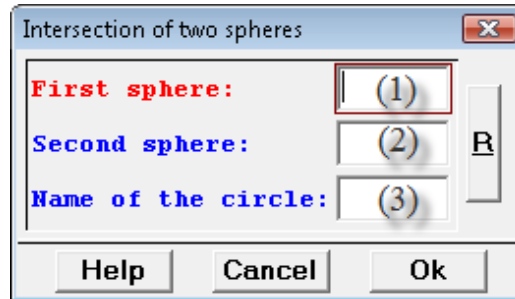 Intersection of two spheres
First sphere: (1)
Second sphere: (2)
R
Name of the circle: (3)
Help Cancel Ok